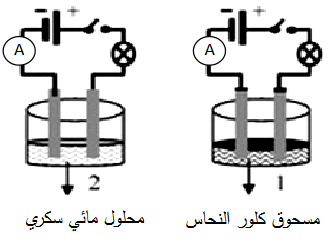 − +
A
− +
A
2
1
محلول مائي سكري
مسحوق كلور النحاس